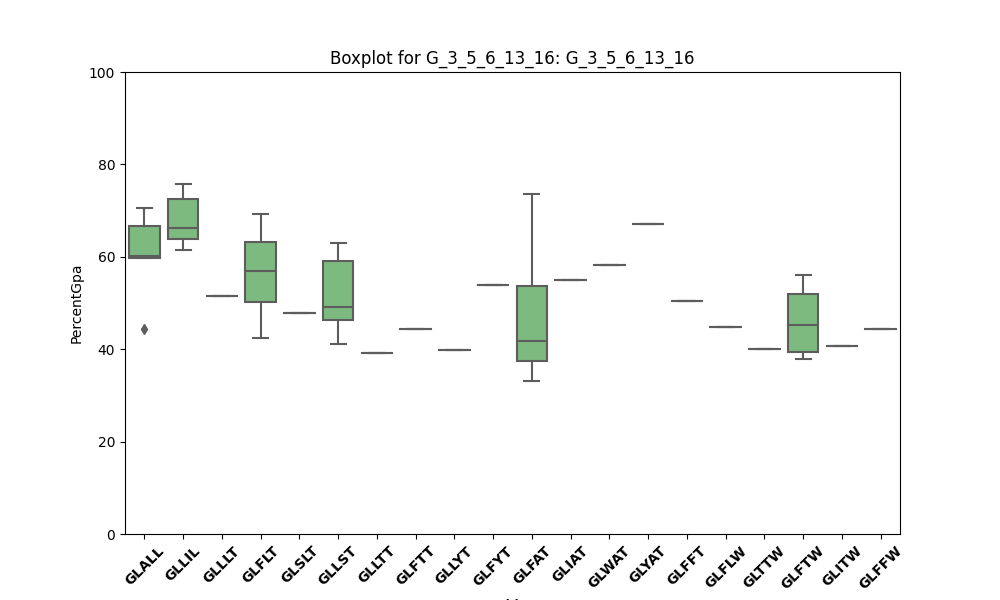 Boxplot for G_3_5_6_13_16: G_3_5_6_13_16
PercentGpa
100
80
60
40
20
0
GLALL
GLLIL
GLLLT
GLFLT
GLSLT
GLLST
GLLTT
GLFTT
GLLYT
GLFYT
GLFAT
GLIAT
GLWAT
GLYAT
GLFFT
GLFLW
GLTTW
GLFTW
GLITW
GLFFW